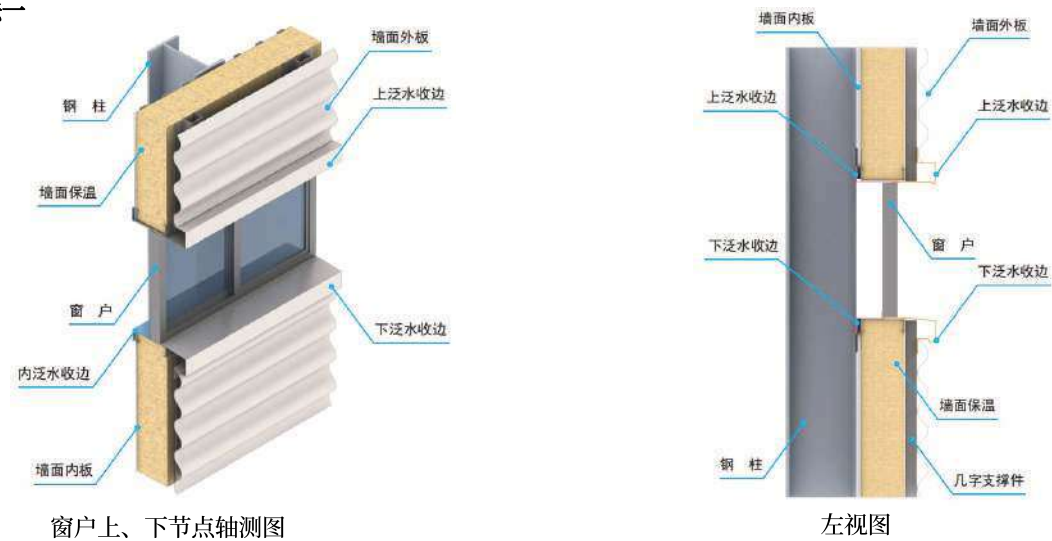 一
墙面外板
上泛水收边
钢 柱
墙面保温
窗 户
下泛水收边
内泛水收边
墙面内板
窗户上、下节点轴测图
墙面内板
墙面外板
上泛水收边
上泛水收边
下泛水收边
窗 户
下泛水收边
墙面保温
钢 柱
几字支撑件
左视图